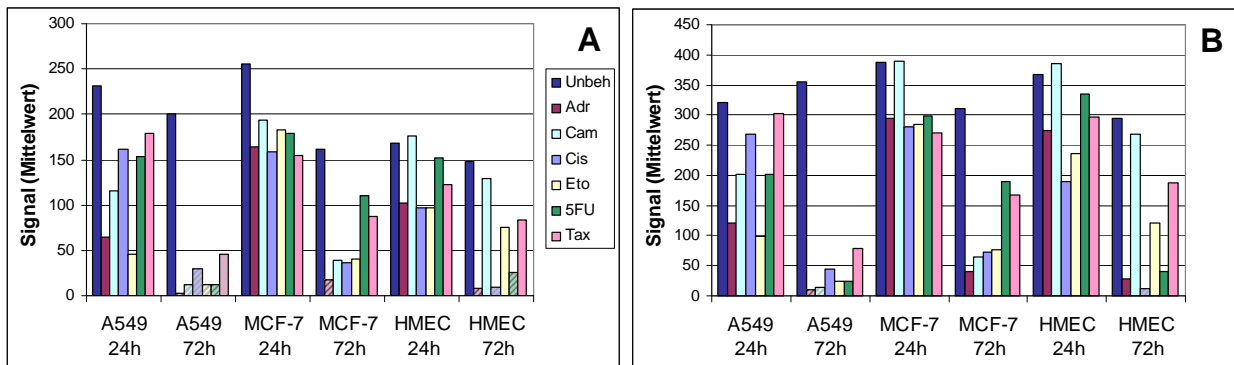 A
Signal (Mittelwert)
300
250
200
150
100
50
0
A549 24h
A549 72h
MCF-7 24h
MCF-7 72h
HMEC 24h
HMEC 72h
Unbeh
Adr
Cam
Cis
Eto
5FU
Tax
B
Signal (Mittelwert)
450
400
350
300
250
200
150
100
50
0
A549 24h
A549 72h
MCF-7 24h
MCF-7 72h
HMEC 24h
HMEC 72h